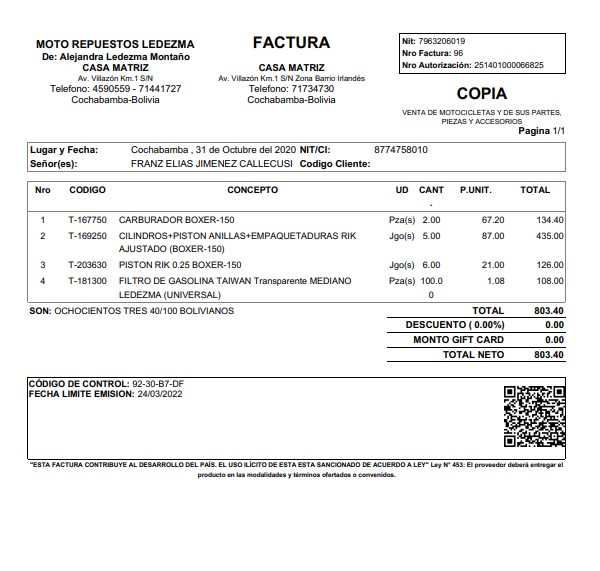 MOTO REPUESTOS LEDEZMA
De: Alejandra Ledezma Montaño
CASA MATRIZ
Av. Villazón Km.1 S/N
Telefono: 4590559 - 71441727
Cochabamba-Bolivia
FACTURA
CASA MATRIZ
Av. Villazón Km.1 S/N Zona Barrio Irlandés
Telefono: 71734730
Cochabamba-Bolivia
Nit: 7963206019
Nro Factura: 96
Nro Autorización: 251401000066825
COPIA
VENTA DE MOTOCICLETAS Y DE SUS PARTES,
PIEZAS Y ACCESORIOS
Pagina 1/1
Lugar y Fecha: Cochabamba , 31 de Octubre del 2020 NIT/CI: 8774758010
Señor(es): FRANZ ELIAS JIMENEZ CALLECUSI Codigo Cliente:
Nro CODIGO CONCEPTO UD CANT P.UNIT. TOTAL
.
1 T-167750 CARBURADOR BOXER-150 Pza(s) 2.00 67.20 134.40
2 T-169250 CILINDROS+PISTON ANILLAS+EMPAQUETADURAS RIK Jgo(s) 5.00 87.00 435.00
AJUSTADO (BOXER-150)
3 T-203630 PISTON RIK 0.25 BOXER-150 Jgo(s) 6.00 21.00 126.00
4 T-181300 FILTRO DE GASOLINA TAIWAN Transparente MEDIANO Pza(s) 100.0 1.08 108.00
LEDEZMA (UNIVERSAL) 0
SON: OCHOCIENTOS TRES 40/100 BOLIVIANOS TOTAL 803.40
DESCUENTO ( 0.00%) 0.00
MONTO GIFT CARD 0.00
TOTAL NETO 803.40
CÓDIGO DE CONTROL: 92-30-B7-DF
FECHA LIMITE EMISION: 24/03/2022
"ESTA FACTURA CONTRIBUYE AL DESARROLLO DEL PAÍS. EL USO ILÍCITO DE ESTA ESTA SANCIONADO DE ACUERDO A LEY" Ley N° 453: El proveedor deberá entregar el
producto en las modalidades y términos ofertados o convenidos.